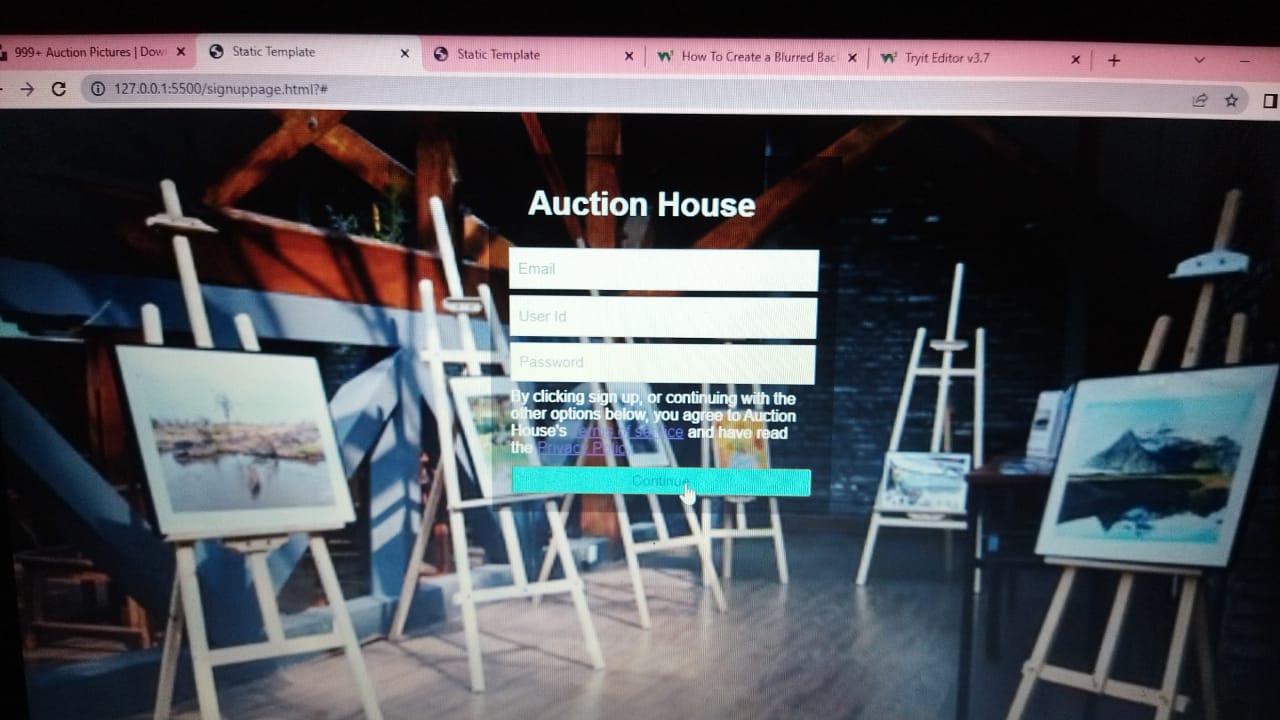 999+ Auction Pictures | Dow
Static Template
Static Template
How To Create a Blurred Bac
Tryit Editor v3.7
127.0.0.1:5500/signuppage.html?#
Auction House
Email
User Id
Password
By clicking sign up, or continuing with the
other options below, you agree to Auction
House's terms of service and have read
the Privacy Policy
Continue